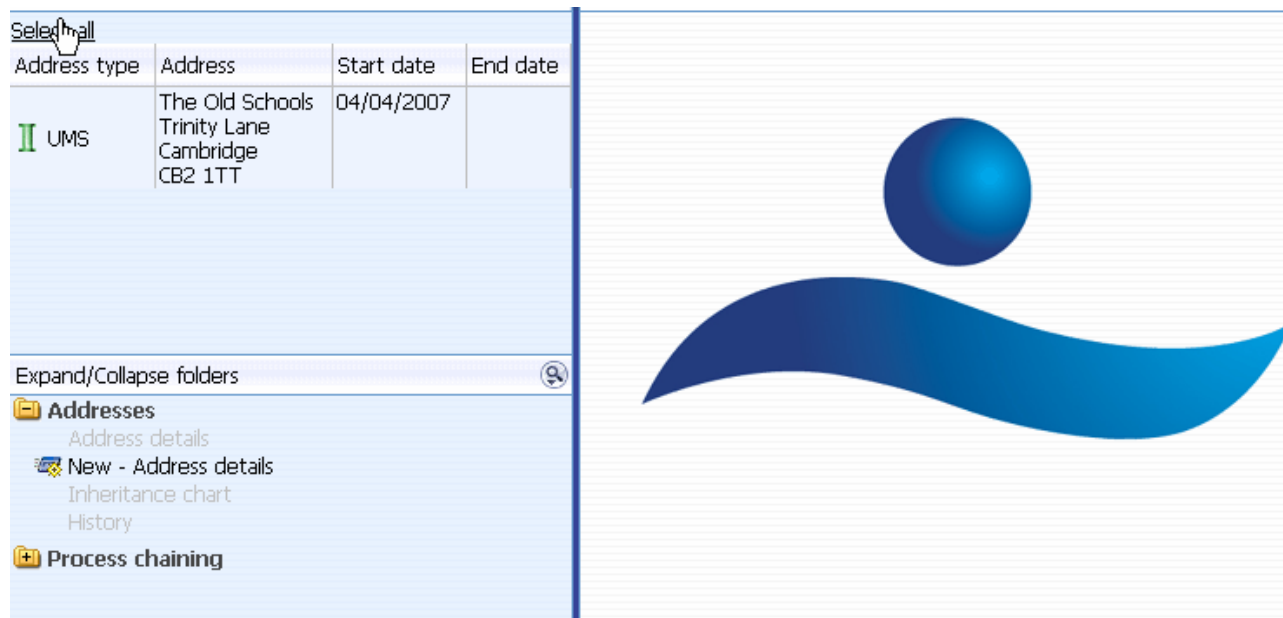 Select all
Address type Address Start date End date
UMS The Old Schools 04/04/2007
Trinity Lane
Cambridge
CB2 1TT
Expand/Collapse folders
Addresses
Address details
New - Address details
Inheritance chart
History
Process chaining